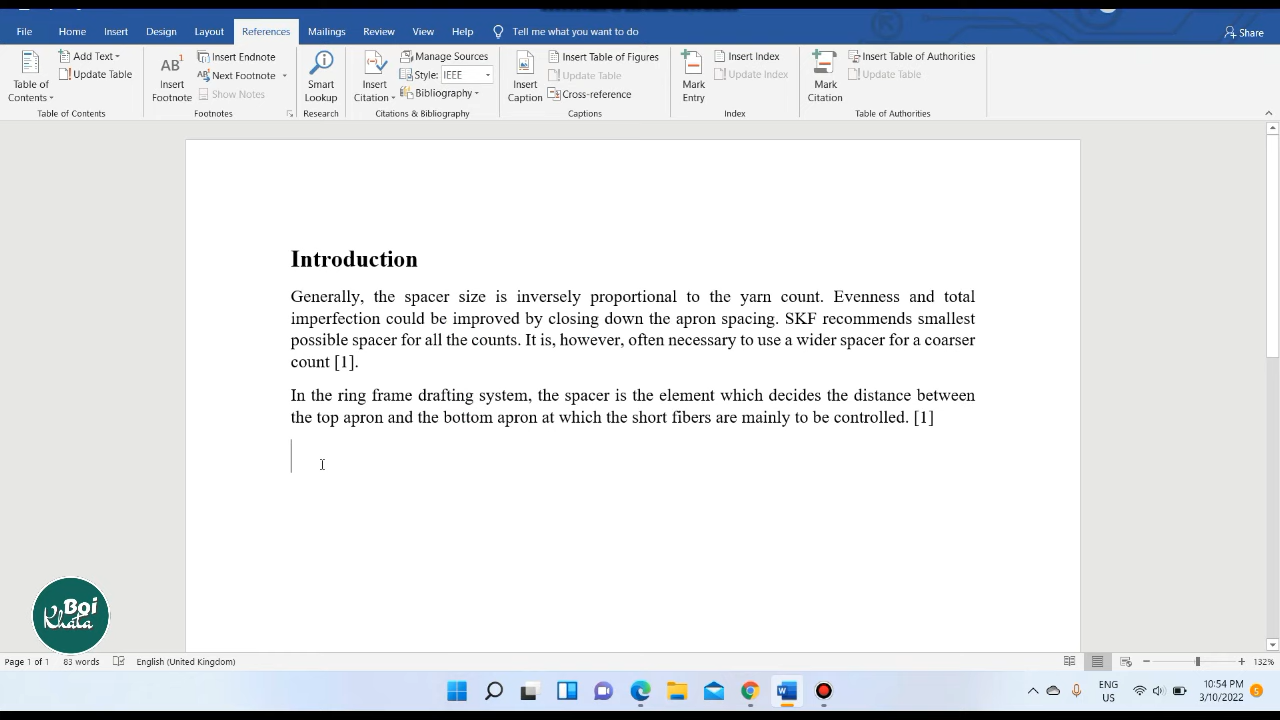 File Home Insert Design Layout References Mailings Review View Help Tell me what you want to do Share
Table of Contents
Add Text
Update Table
Table of Contents
AB1 Insert Footnote
Insert Endnote
AB1 Next Footnote
Show Notes
Footnotes
Smart Lookup
Research
Insert Citation
Manage Sources
Style: IEEE
Bibliography
Citations & Bibliography
Insert Caption
Insert Table of Figures
Update Table
Cross-reference
Captions
Mark Entry
Insert Index
Update Index
Index
Mark Citation
Insert Table of Authorities
Update Table
Table of Authorities
Introduction
Generally, the spacer size is inversely proportional to the yarn count. Evenness and total
imperfection could be improved by closing down the apron spacing. SKF recommends smallest
possible spacer for all the counts. It is, however, often necessary to use a wider spacer for a coarser
count [1].
In the ring frame drafting system, the spacer is the element which decides the distance between
the top apron and the bottom apron at which the short fibers are mainly to be controlled. [1]
Boi
Khata
Page 1 of 1 83 words English (United Kingdom) 132%
ENG
US
10:54 PM
3/10/2022
5